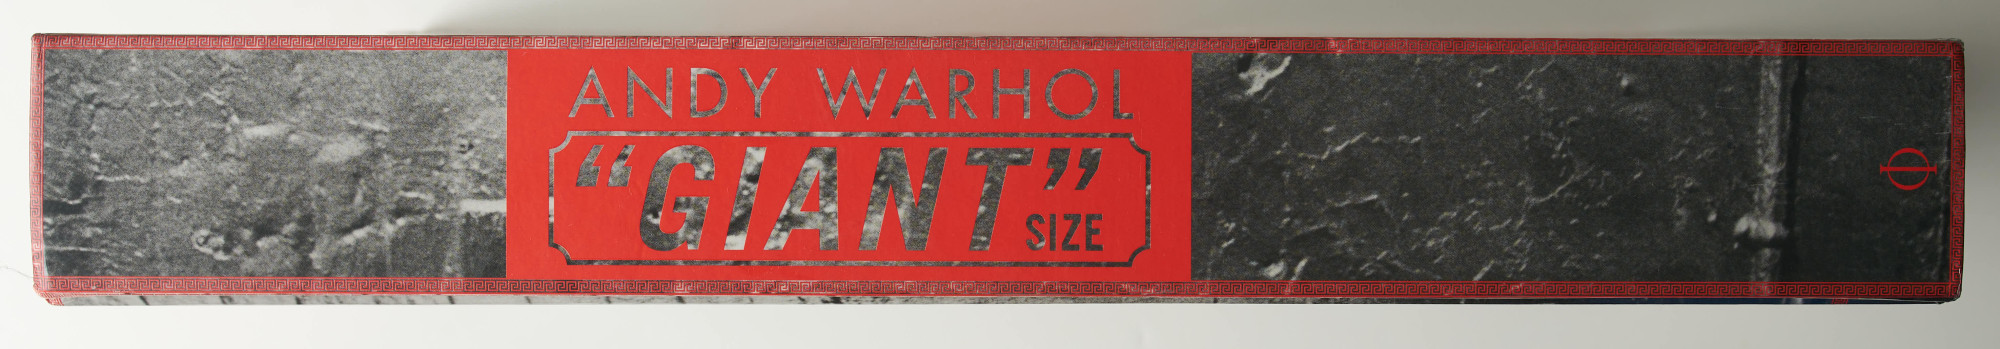 ANDY WARHOL
“GIANT”
SIZE